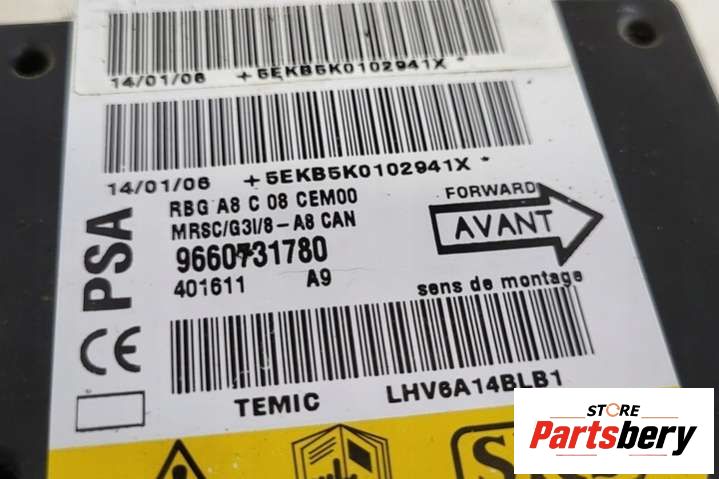 14/01/06 +5EKB5K0102941X *
14/01/06 +5EKB5K0102941X *
PSA
CE
RBG A8 C 08 CEM00
MRSC/G3I/8-A8 CAN
9660731780
401611 A9
FORWARD
AVANT
sens de montage
TEMIC LHV6A14BLB1
STORE
Partsbery